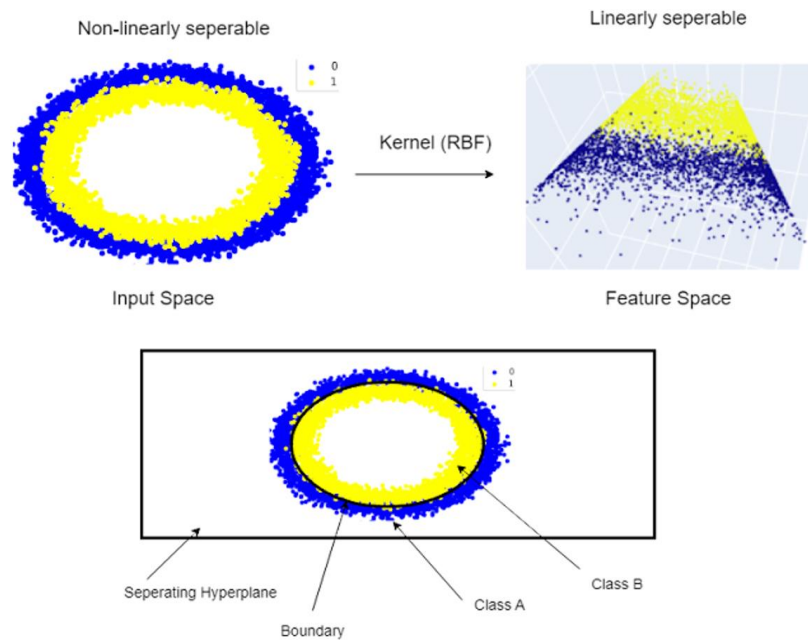 Non-linearly seperable
Linearly seperable
0
1
Kernel (RBF)
Input Space
Feature Space
0
1
Seperating Hyperplane
Boundary
Class A
Class B